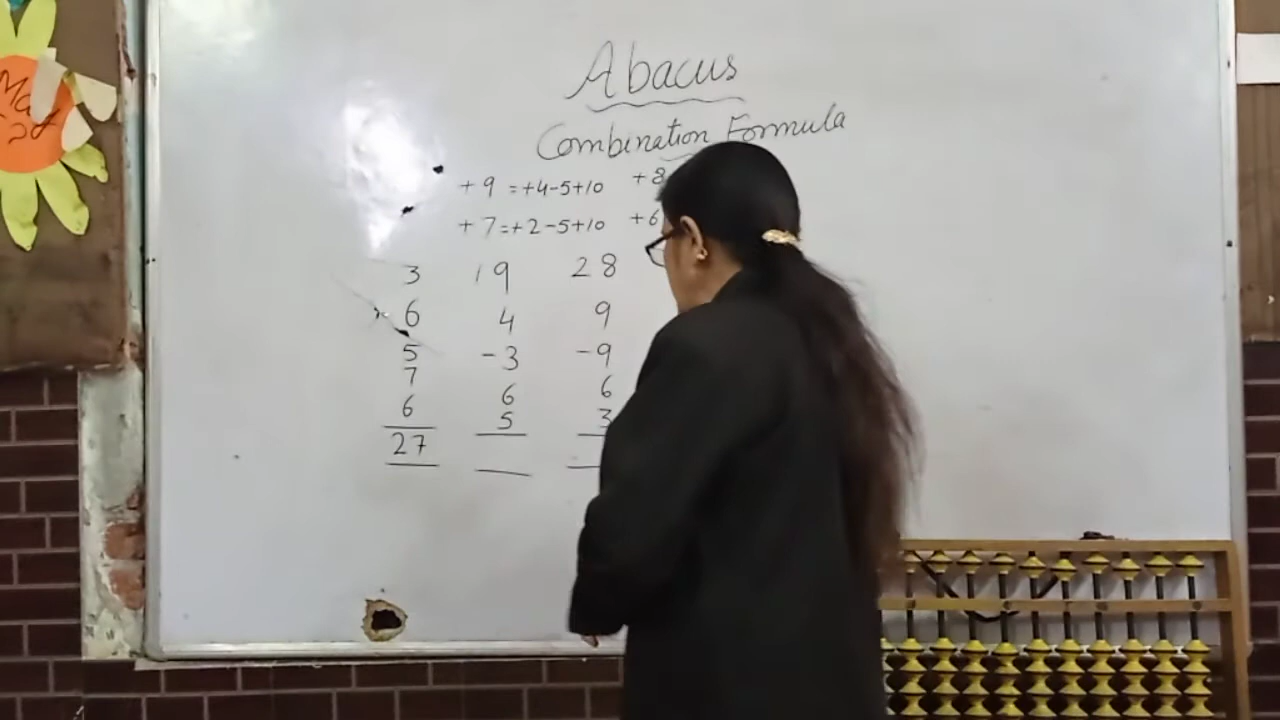 May
Abacus
Combination Formula
+ 9 = +4-5+10 +8
+ 7 = +2-5+10 +6
3 19 28
6 4 9
5 -3 -9
7 6 6
6 5 3
27